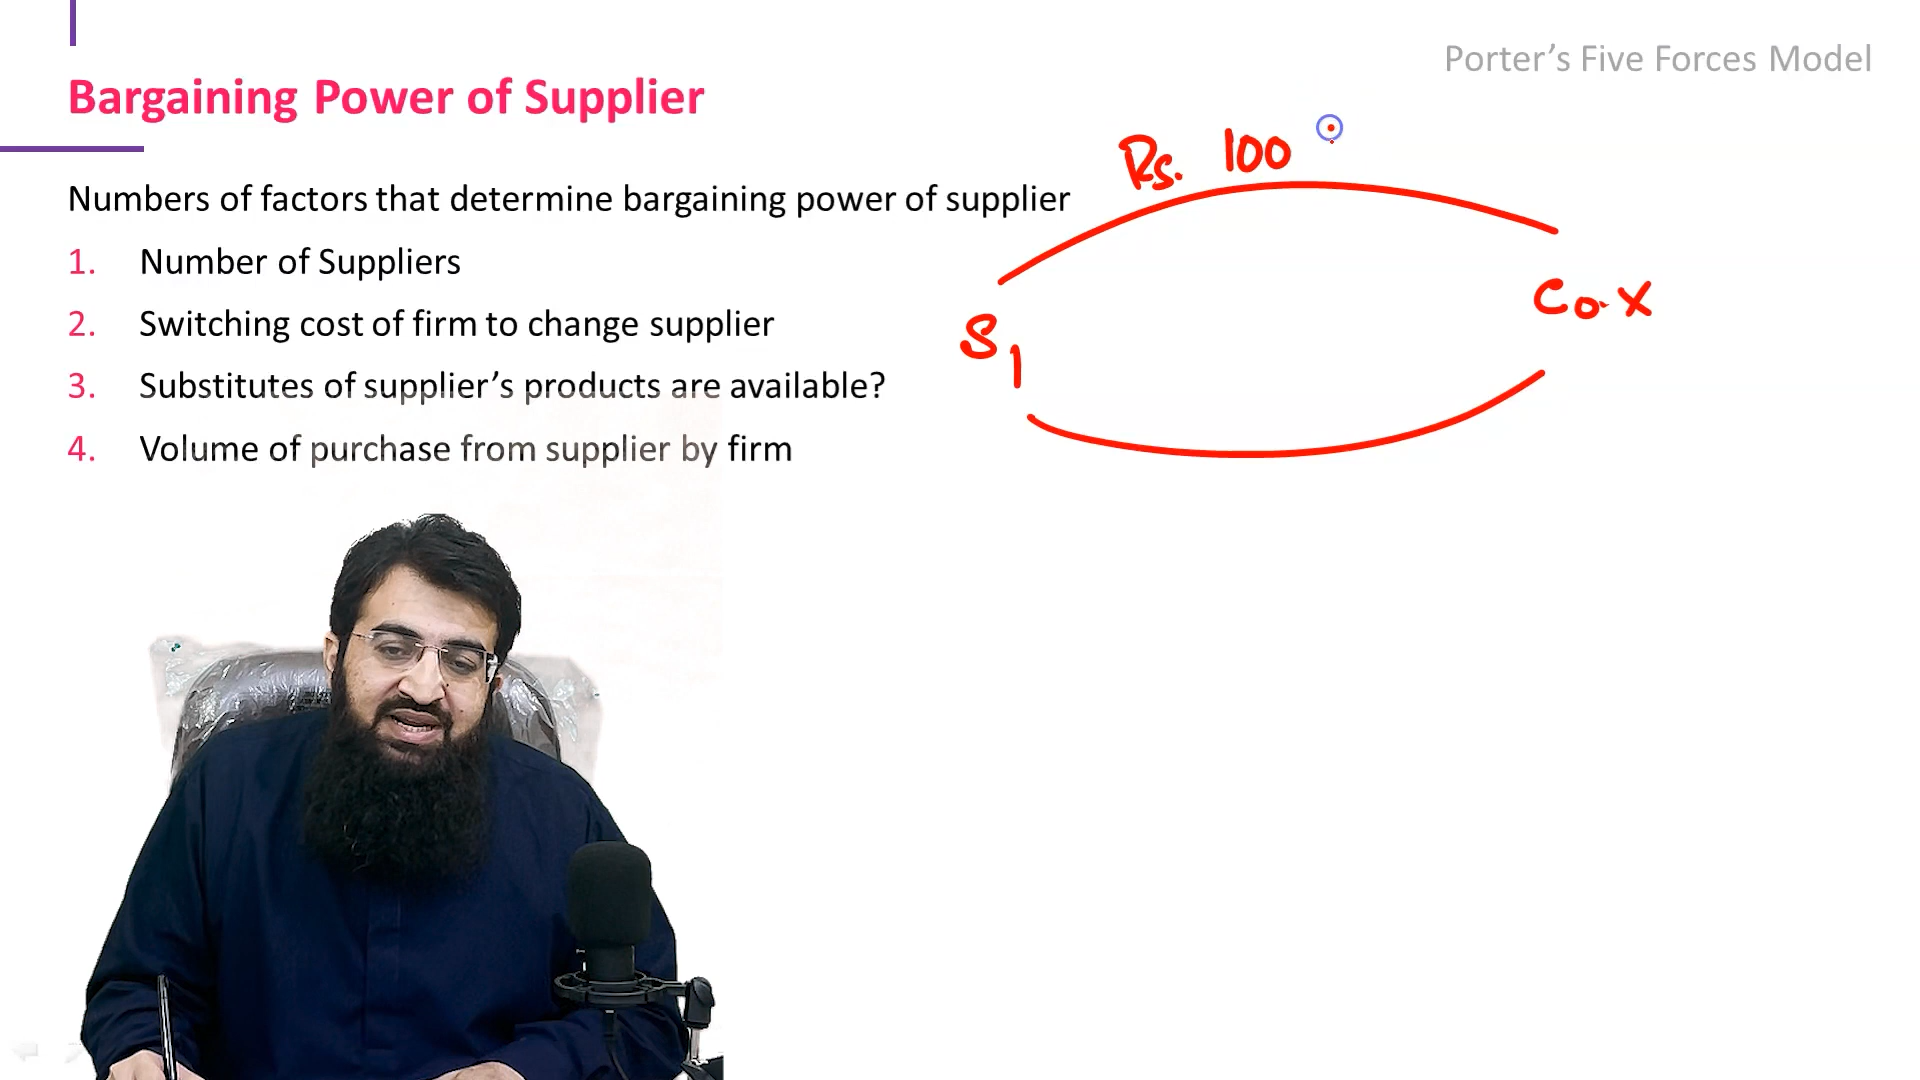 Porter's Five Forces Model
Bargaining Power of Supplier
Rs. 100
Numbers of factors that determine bargaining power of supplier
1. Number of Suppliers
2. Switching cost of firm to change supplier
3. Substitutes of supplier's products are available?
4. Volume of purchase from supplier by firm
S1
Co. X